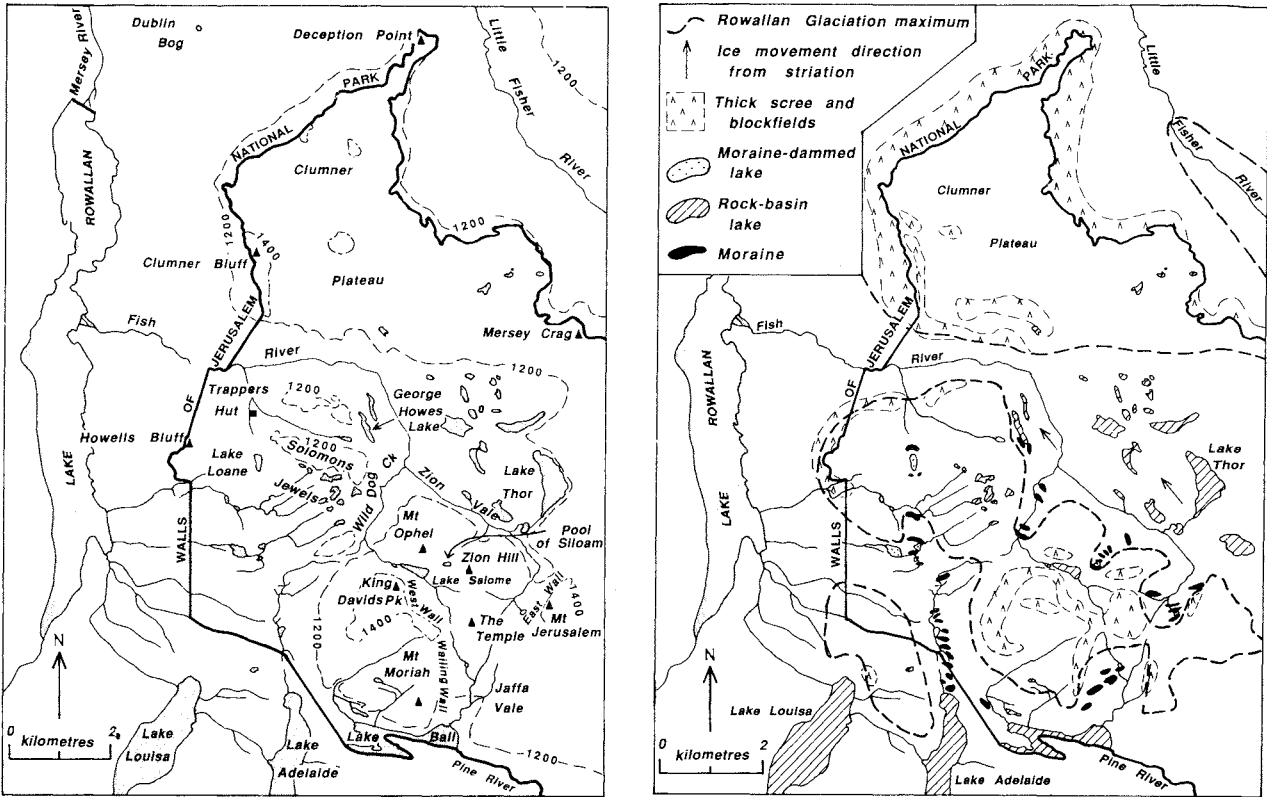 Dublin
Bog
Mersey River
Deception Point
Little
Fisher
River
1200
PARK
NATIONAL
ROWALLAN
Clumner
1200
1400
1200
Clumner Bluff
Plateau
JERUSALEM
Fish
Mersey Crag
River
1200
OF
Trappers
Hut
1200
George
Howes
Lake
Howells Bluff
1200
Solomons
Lake
Loane
Jewels
LAKE
Wild Dog Ck
Zion
Vale
Lake
Thor
Mt
Ophel
Pool
of Siloam
WALLS
Zion Hill
Lake Salome
King
Davids Pk
West Wall
1400
East Wall
1400
The
Temple
Mt
Jerusalem
1200
N
Mt
Moriah
Wailing Wall
Jaffa
Vale
0 2
kilometres
Lake
Louisa
Lake
Adelaide
Lake Ball
1200
Pine River
Rowallan Glaciation maximum
Ice movement direction
from striation
Thick scree and
blockfields
Moraine-dammed
lake
Rock-basin
lake
Moraine
PARK
NATIONAL
Little
Fisher
River
Clumner
Plateau
JERUSALEM
Fish
River
ROWALLAN
OF
Lake
Thor
LAKE
WALLS
N
Lake Louisa
0 2
kilometres
Lake Adelaide
Pine River